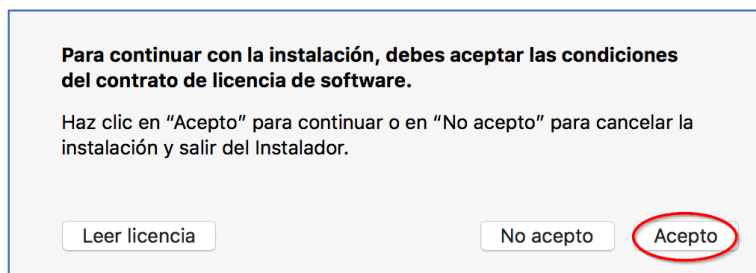 Para continuar con la instalación, debes aceptar las condiciones
del contrato de licencia de software.
Haz clic en “Acepto” para continuar o en “No acepto” para cancelar la
instalación y salir del Instalador.
Leer licencia No acepto Acepto